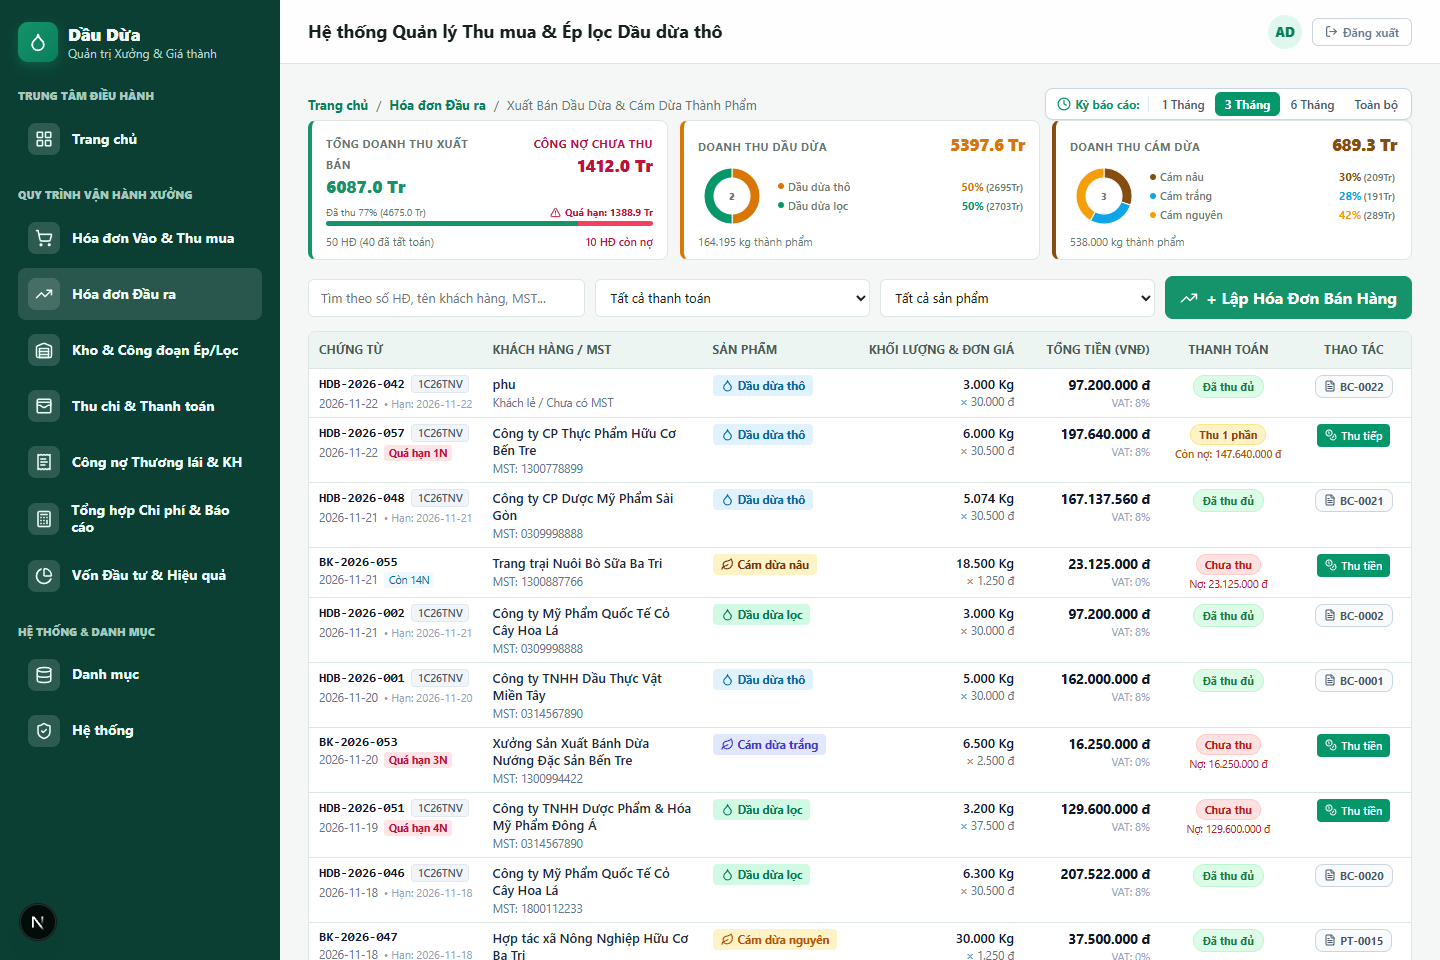 Dầu Dừa
Quản trị Xưởng & Giá thành
TRUNG TÂM ĐIỀU HÀNH
Trang chủ
QUY TRÌNH VẬN HÀNH XƯỞNG
Hóa đơn Vào & Thu mua
Hóa đơn Đầu ra
Kho & Công đoạn Ép/Lọc
Thu chi & Thanh toán
Công nợ Thương lái & KH
Tổng hợp Chi phí & Báo
cáo
Vốn Đầu tư & Hiệu quả
HỆ THỐNG & DANH MỤC
Danh mục
Hệ thống
N
Hệ thống Quản lý Thu mua & Ép lọc Dầu dừa thô
AD
Đăng xuất
Trang chủ / Hóa đơn Đầu ra / Xuất Bán Dầu Dừa & Cám Dừa Thành Phẩm
Kỳ báo cáo: 1 Tháng 3 Tháng 6 Tháng Toàn bộ
TỔNG DOANH THU XUẤT
BÁN
6087.0 Tr
CÔNG NỢ CHƯA THU
1412.0 Tr
Đã thu 77% (4675.0 Tr)
Quá hạn: 1388.9 Tr
50 HĐ (40 đã tất toán)
10 HĐ còn nợ
DOANH THU DẦU DỪA
5397.6 Tr
2
Dầu dừa thô 50% (2695Tr)
Dầu dừa lọc 50% (2703Tr)
164.195 kg thành phẩm
DOANH THU CÁM DỪA
689.3 Tr
3
Cám nâu 30% (209Tr)
Cám trắng 28% (191Tr)
Cám nguyên 42% (289Tr)
538.000 kg thành phẩm
Tìm theo số HĐ, tên khách hàng, MST...
Tất cả thanh toán
Tất cả sản phẩm
+ Lập Hóa Đơn Bán Hàng
CHỨNG TỪ KHÁCH HÀNG / MST SẢN PHẨM KHỐI LƯỢNG & ĐƠN GIÁ TỔNG TIỀN (VNĐ) THANH TOÁN THAO TÁC
HDB-2026-042 1C26TNV phu Dầu dừa thô 3.000 Kg 97.200.000 đ Đã thu đủ BC-0022
2026-11-22 • Hạn: 2026-11-22 Khách lẻ / Chưa có MST × 30.000 đ VAT: 8%
HDB-2026-057 1C26TNV Công ty CP Thực Phẩm Hữu Cơ Dầu dừa thô 6.000 Kg 197.640.000 đ Thu 1 phần Thu tiếp
2026-11-22 Quá hạn 1N Bến Tre × 30.500 đ VAT: 8% Còn nợ: 147.640.000 đ
MST: 1300778899
HDB-2026-048 1C26TNV Công ty CP Dược Mỹ Phẩm Sài Dầu dừa thô 5.074 Kg 167.137.560 đ Đã thu đủ BC-0021
2026-11-21 • Hạn: 2026-11-21 Gòn × 30.500 đ VAT: 8%
MST: 0309998888
BK-2026-055 Trang trại Nuôi Bò Sữa Ba Tri Cám dừa nâu 18.500 Kg 23.125.000 đ Chưa thu Thu tiền
2026-11-21 Còn 14N MST: 1300887766 × 1.250 đ VAT: 0% Nợ: 23.125.000 đ
HDB-2026-002 1C26TNV Công ty Mỹ Phẩm Quốc Tế Cỏ Dầu dừa lọc 3.000 Kg 97.200.000 đ Đã thu đủ BC-0002
2026-11-21 • Hạn: 2026-11-21 Cây Hoa Lá × 30.000 đ VAT: 8%
MST: 0309998888
HDB-2026-001 1C26TNV Công ty TNHH Dầu Thực Vật Dầu dừa thô 5.000 Kg 162.000.000 đ Đã thu đủ BC-0001
2026-11-20 • Hạn: 2026-11-20 Miền Tây × 30.000 đ VAT: 8%
MST: 0314567890
BK-2026-053 Xưởng Sản Xuất Bánh Dừa Cám dừa trắng 6.500 Kg 16.250.000 đ Chưa thu Thu tiền
2026-11-20 Quá hạn 3N Nướng Đặc Sản Bến Tre × 2.500 đ VAT: 0% Nợ: 16.250.000 đ
MST: 1300994422
HDB-2026-051 1C26TNV Công ty TNHH Dược Phẩm & Hóa Dầu dừa lọc 3.200 Kg 129.600.000 đ Chưa thu Thu tiền
2026-11-19 Quá hạn 4N Mỹ Phẩm Đông Á × 37.500 đ VAT: 8% Nợ: 129.600.000 đ
MST: 0314567890
HDB-2026-046 1C26TNV Công ty Mỹ Phẩm Quốc Tế Cỏ Dầu dừa lọc 6.300 Kg 207.522.000 đ Đã thu đủ BC-0020
2026-11-18 • Hạn: 2026-11-18 Cây Hoa Lá × 30.500 đ VAT: 8%
MST: 1800112233
BK-2026-047 Hợp tác xã Nông Nghiệp Hữu Cơ Cám dừa nguyên 30.000 Kg 37.500.000 đ Đã thu đủ PT-0015
2026-11-18 • Hạn: 2026-11-18 Ba Tri × 1.250 đ VAT: 0%